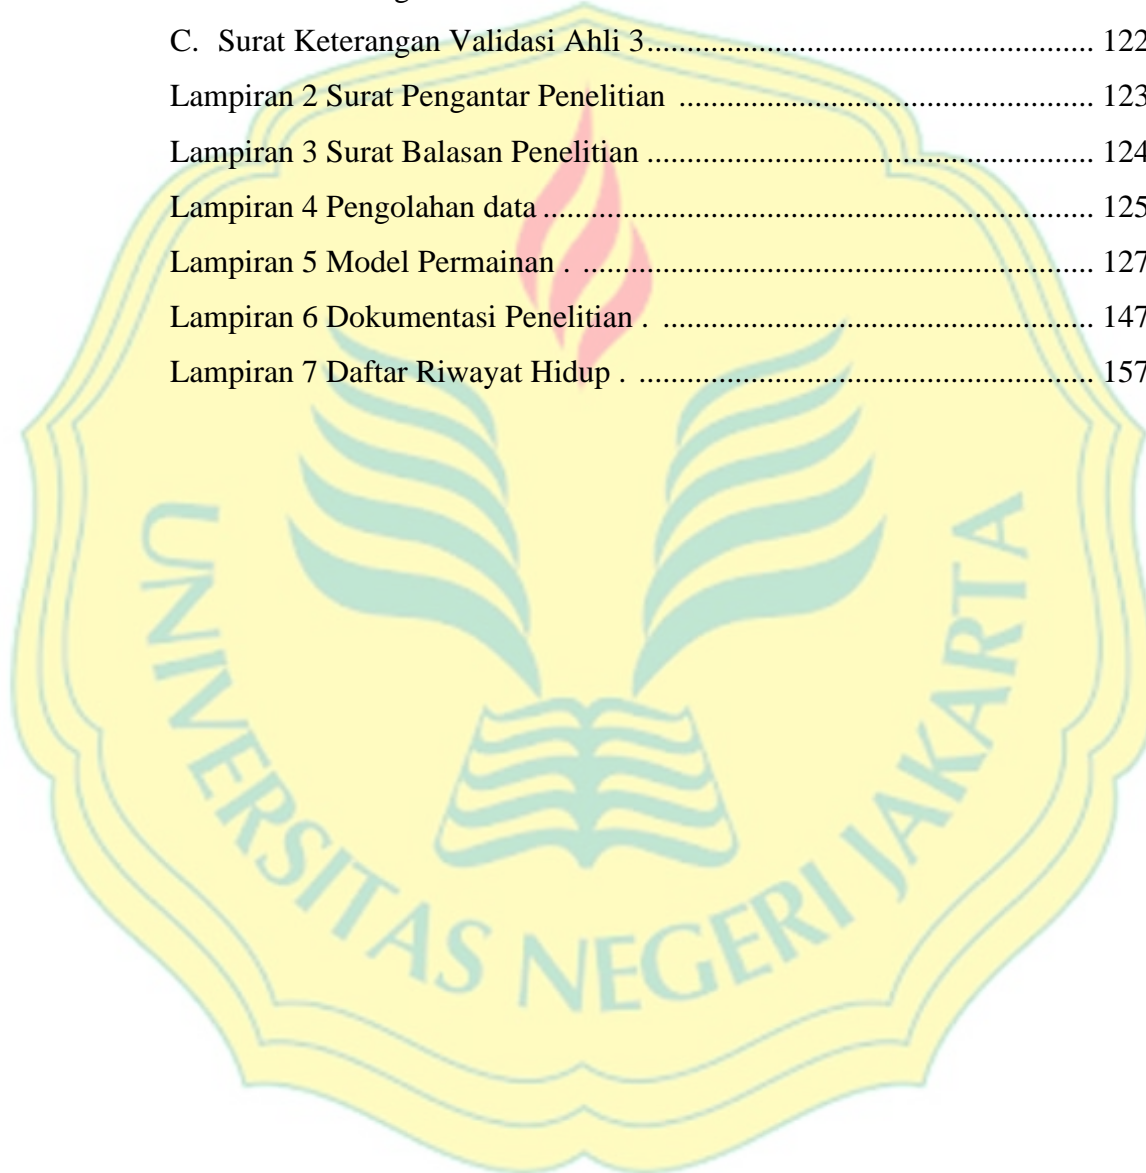 C. Surat Keterangan Validasi Ahli 3........................................................ 122
Lampiran 2 Surat Pengantar Penelitian .................................................... 123
Lampiran 3 Surat Balasan Penelitian ........................................................ 124
Lampiran 4 Pengolahan data ..................................................................... 125
Lampiran 5 Model Permainan . ................................................................ 127
Lampiran 6 Dokumentasi Penelitian . ...................................................... 147
Lampiran 7 Daftar Riwayat Hidup . ......................................................... 157
UNIVERSITAS NEGERI JAKARTA